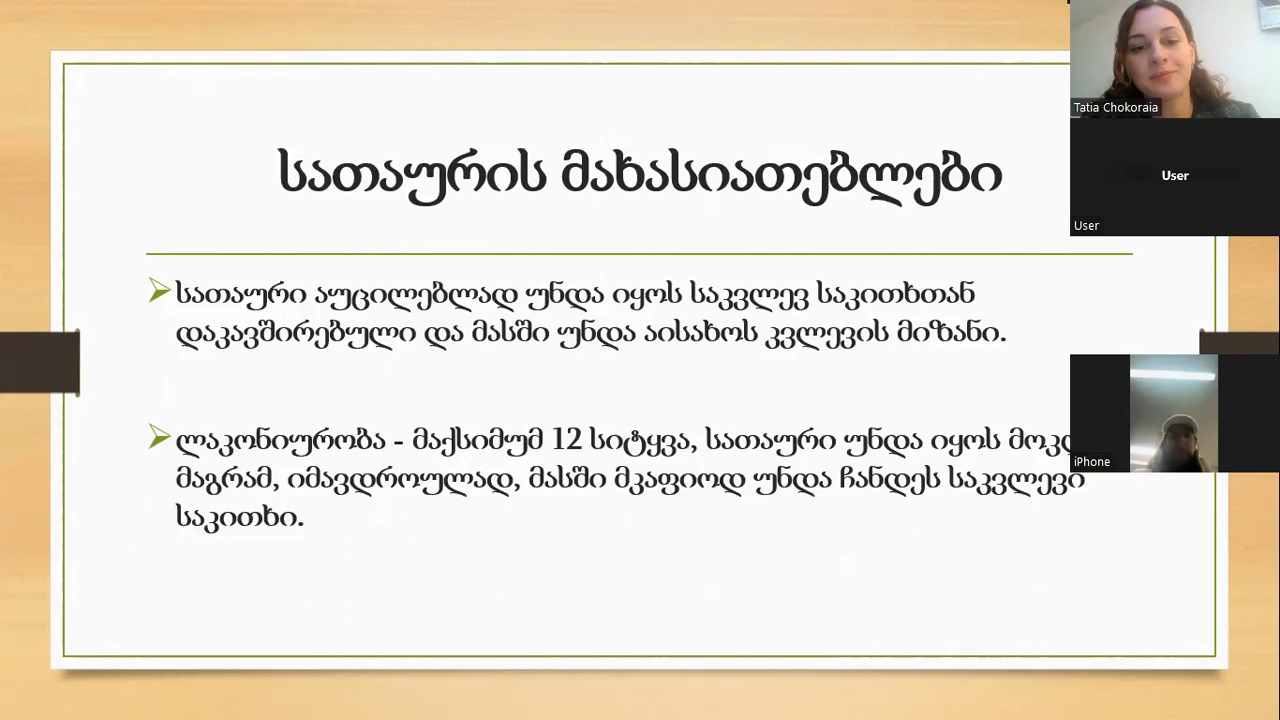 სათაურის მახასიათებლები
სათაური აუცილებლად უნდა იყოს საკვლევ საკითხთან
დაკავშირებული და მასში უნდა აისახოს კვლევის მიზანი.
ლაკონიურობა - მაქსიმუმ 12 სიტყვა, სათაური უნდა იყოს
მაგრამ, იმავდროულად, მასში მკაფიოდ უნდა ჩანდეს საკვლევი
საკითხი.
Tatia Chokoraia
User
User
iPhone